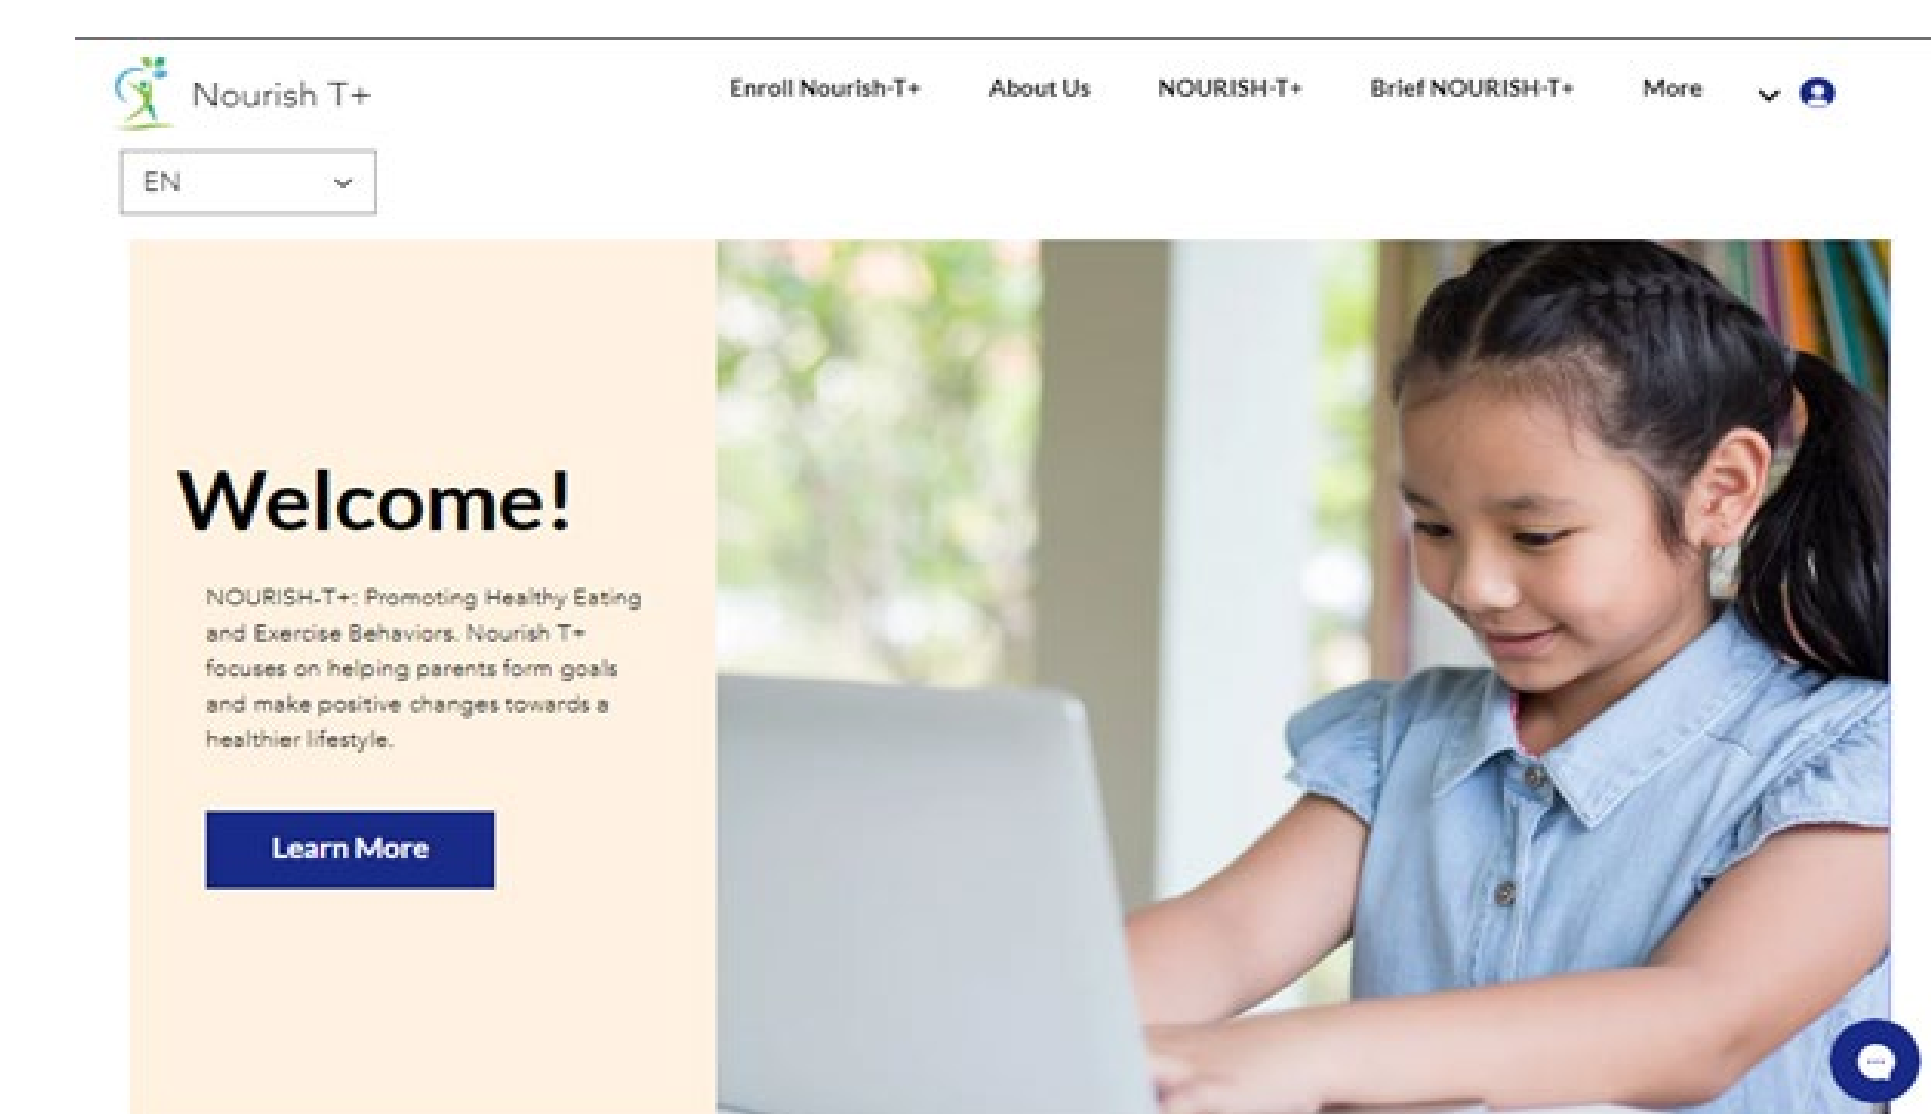 Nourish T+
Enroll Nourish-T+ About Us NOURISH-T+ Brief NOURISH-T+ More
EN
Welcome!
NOURISH-T+: Promoting Healthy Eating
and Exercise Behaviors. Nourish T+
focuses on helping parents form goals
and make positive changes towards a
healthier lifestyle.
Learn More